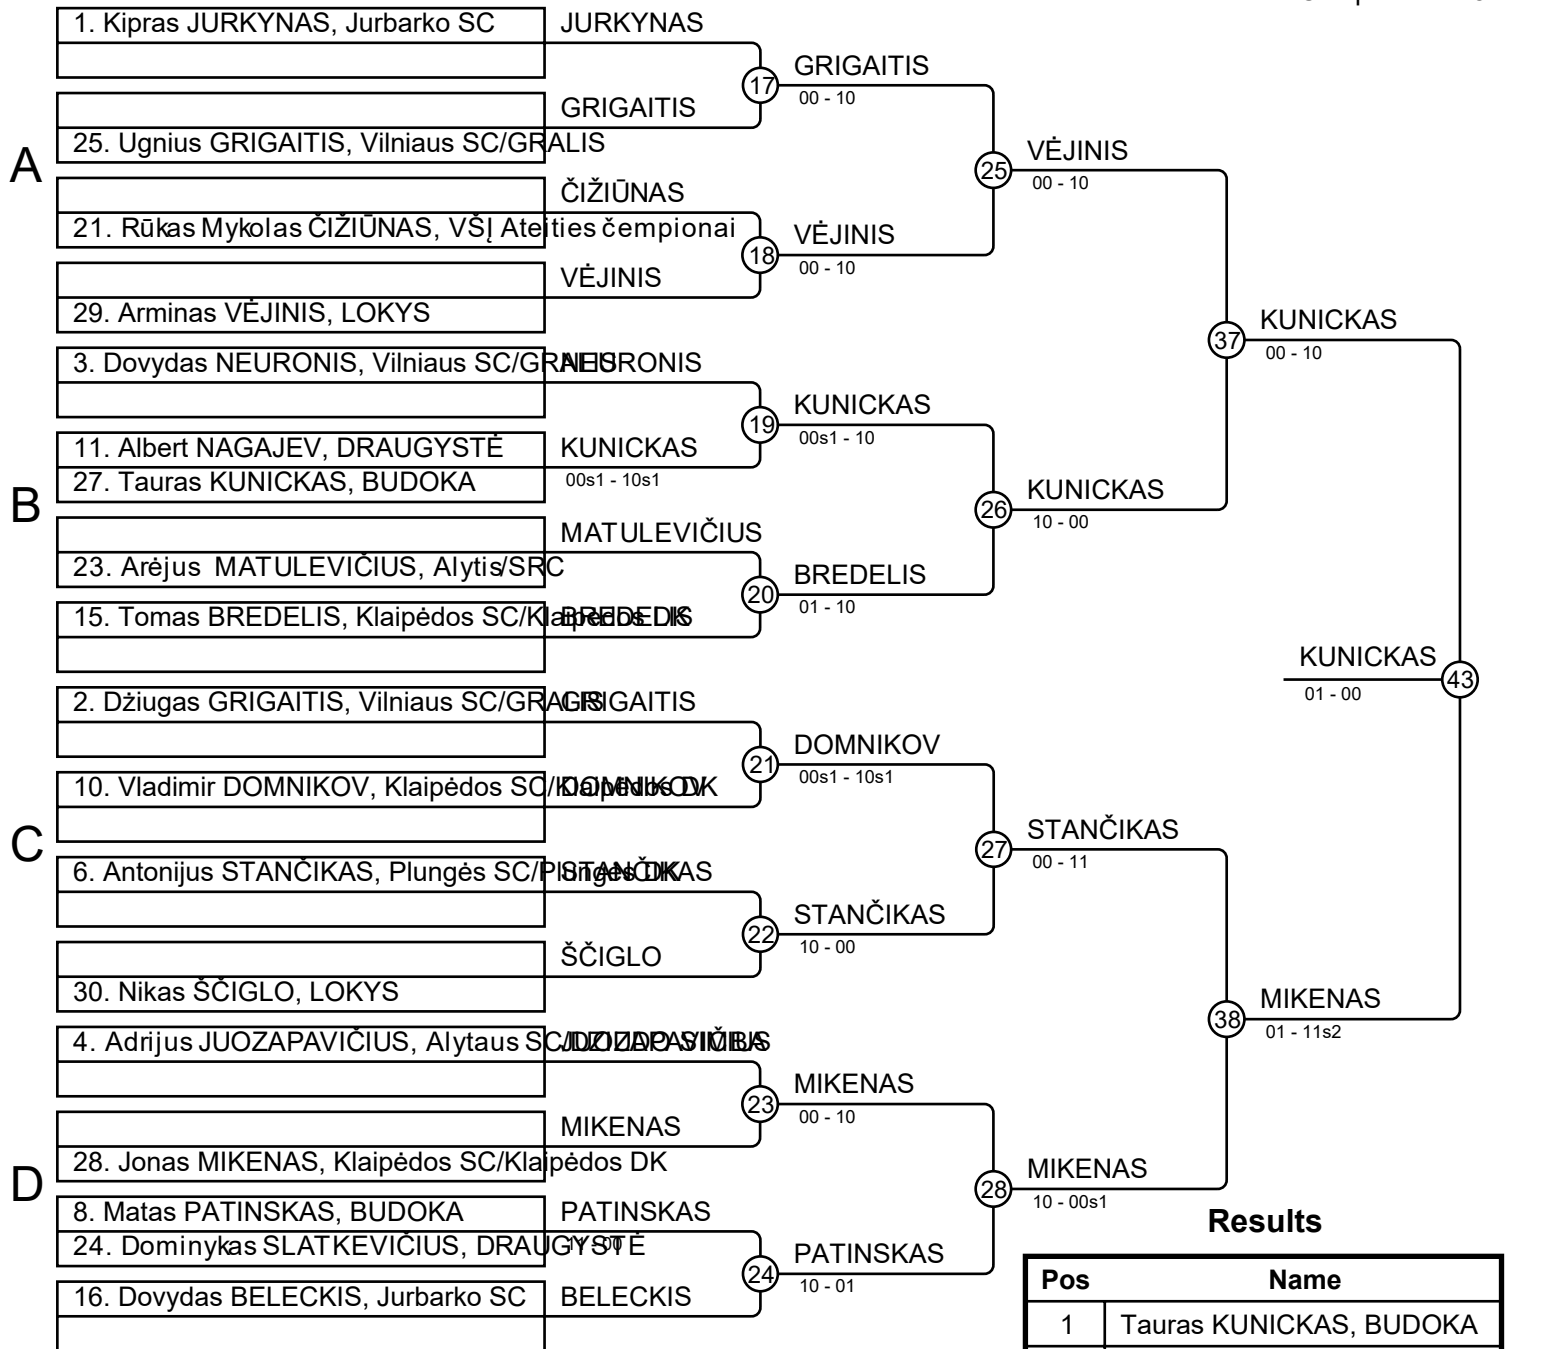 1. Kipras JURKYNAS, Jurbarko SC
JURKYNAS
17
GRIGAITIS
00 - 10
GRIGAITIS
25. Ugnius GRIGAITIS, Vilniaus SC/GRALIS
A
25
VĖJINIS
00 - 10
ČIŽIŪNAS
21. Rūkas Mykolas ČIŽIŪNAS, VŠĮ Ateities čempionai
18
VĖJINIS
00 - 10
VĖJINIS
29. Arminas VĖJINIS, LOKYS
37
KUNICKAS
00 - 10
3. Dovydas NEURONIS, Vilniaus SC/GRALIS
NEURONIS
19
KUNICKAS
00s1 - 10
11. Albert NAGAJEV, DRAUGYSTĖ
KUNICKAS
00s1 - 10s1
27. Tauras KUNICKAS, BUDOKA
B
26
KUNICKAS
10 - 00
MATULEVIČIUS
23. Arėjus MATULEVIČIUS, Alytis/SRC
20
BREDELIS
01 - 10
15. Tomas BREDELIS, Klaipėdos SC/Klaipėdos DK
BREDELIS
KUNICKAS
43
01 - 00
2. Džiugas GRIGAITIS, Vilniaus SC/GRALIS
GRIGAITIS
21
DOMNIKOV
00s1 - 10s1
10. Vladimir DOMNIKOV, Klaipėdos SC/Klaipėdos DK
DOMNIKOV
C
27
STANČIKAS
00 - 11
6. Antonijus STANČIKAS, Plungės SC/Plungės DK
STANČIKAS
22
STANČIKAS
10 - 00
ŠČIGLO
30. Nikas ŠČIGLO, LOKYS
38
MIKENAS
01 - 11s2
4. Adrijus JUOZAPAVIČIUS, Alytaus SC/DZIUDO SIMBA
JUOZAPAVIČIUS
23
MIKENAS
00 - 10
MIKENAS
28. Jonas MIKENAS, Klaipėdos SC/Klaipėdos DK
D
28
MIKENAS
10 - 00s1
8. Matas PATINSKAS, BUDOKA
PATINSKAS
24. Dominykas SLATKEVIČIUS, DRAUGYSTĖ
24
PATINSKAS
10 - 01
16. Dovydas BELECKIS, Jurbarko SC
BELECKIS
Results
Pos Name
1 Tauras KUNICKAS, BUDOKA